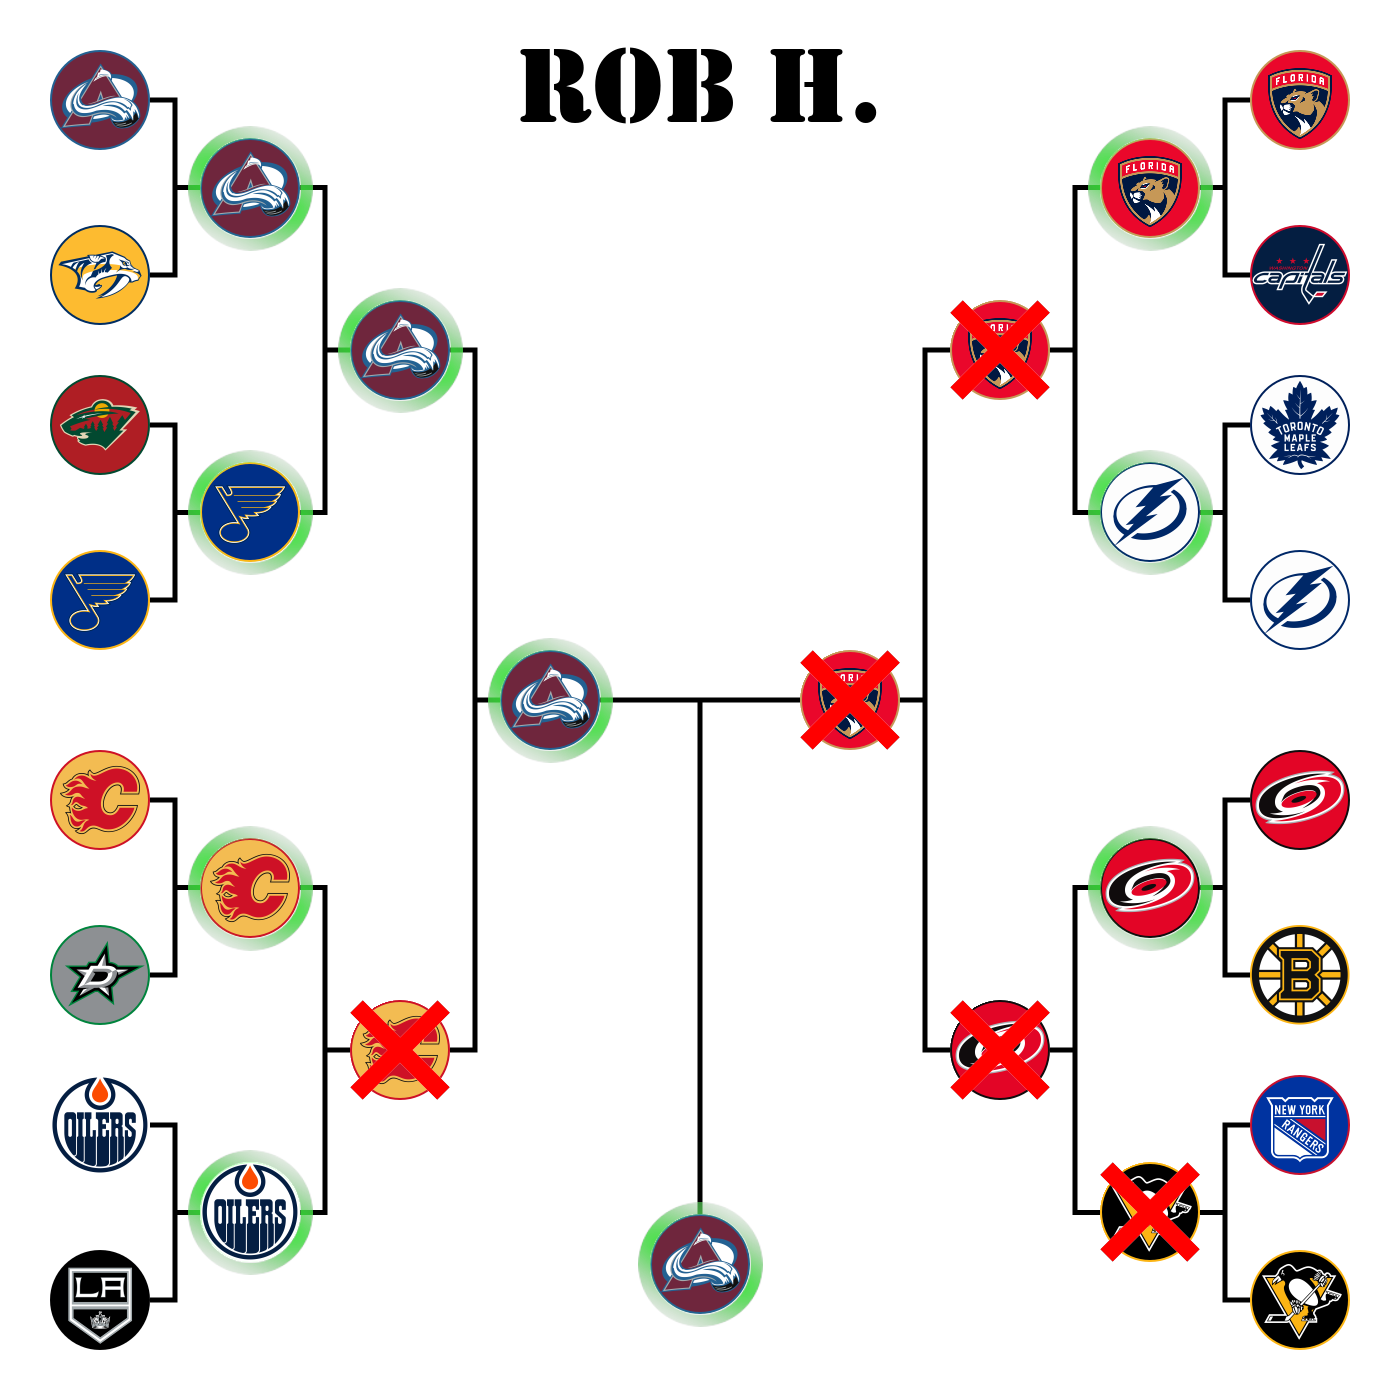 ROB H.
FLORIDA
FLORIDA
capitals
TORONTO
MAPLE
LEAFS
B
C
C
D
OILERS
OILERS
NEW YORK
RANGERS
LA